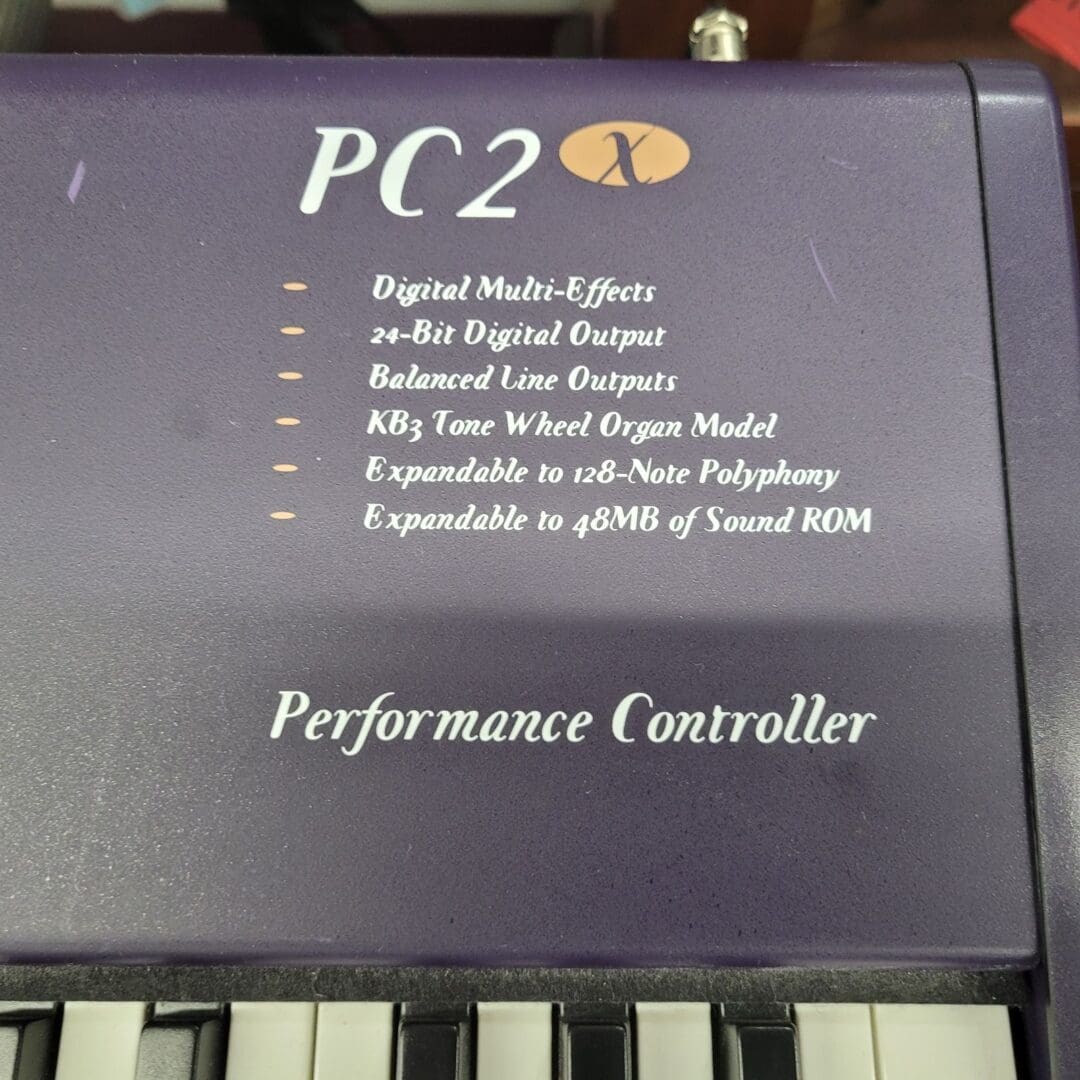 PC2 x
Digital Multi-Effects
24-Bit Digital Output
Balanced Line Outputs
KB3 Tone Wheel Organ Model
Expandable to 128-Note Polyphony
Expandable to 48MB of Sound ROM
Performance Controller